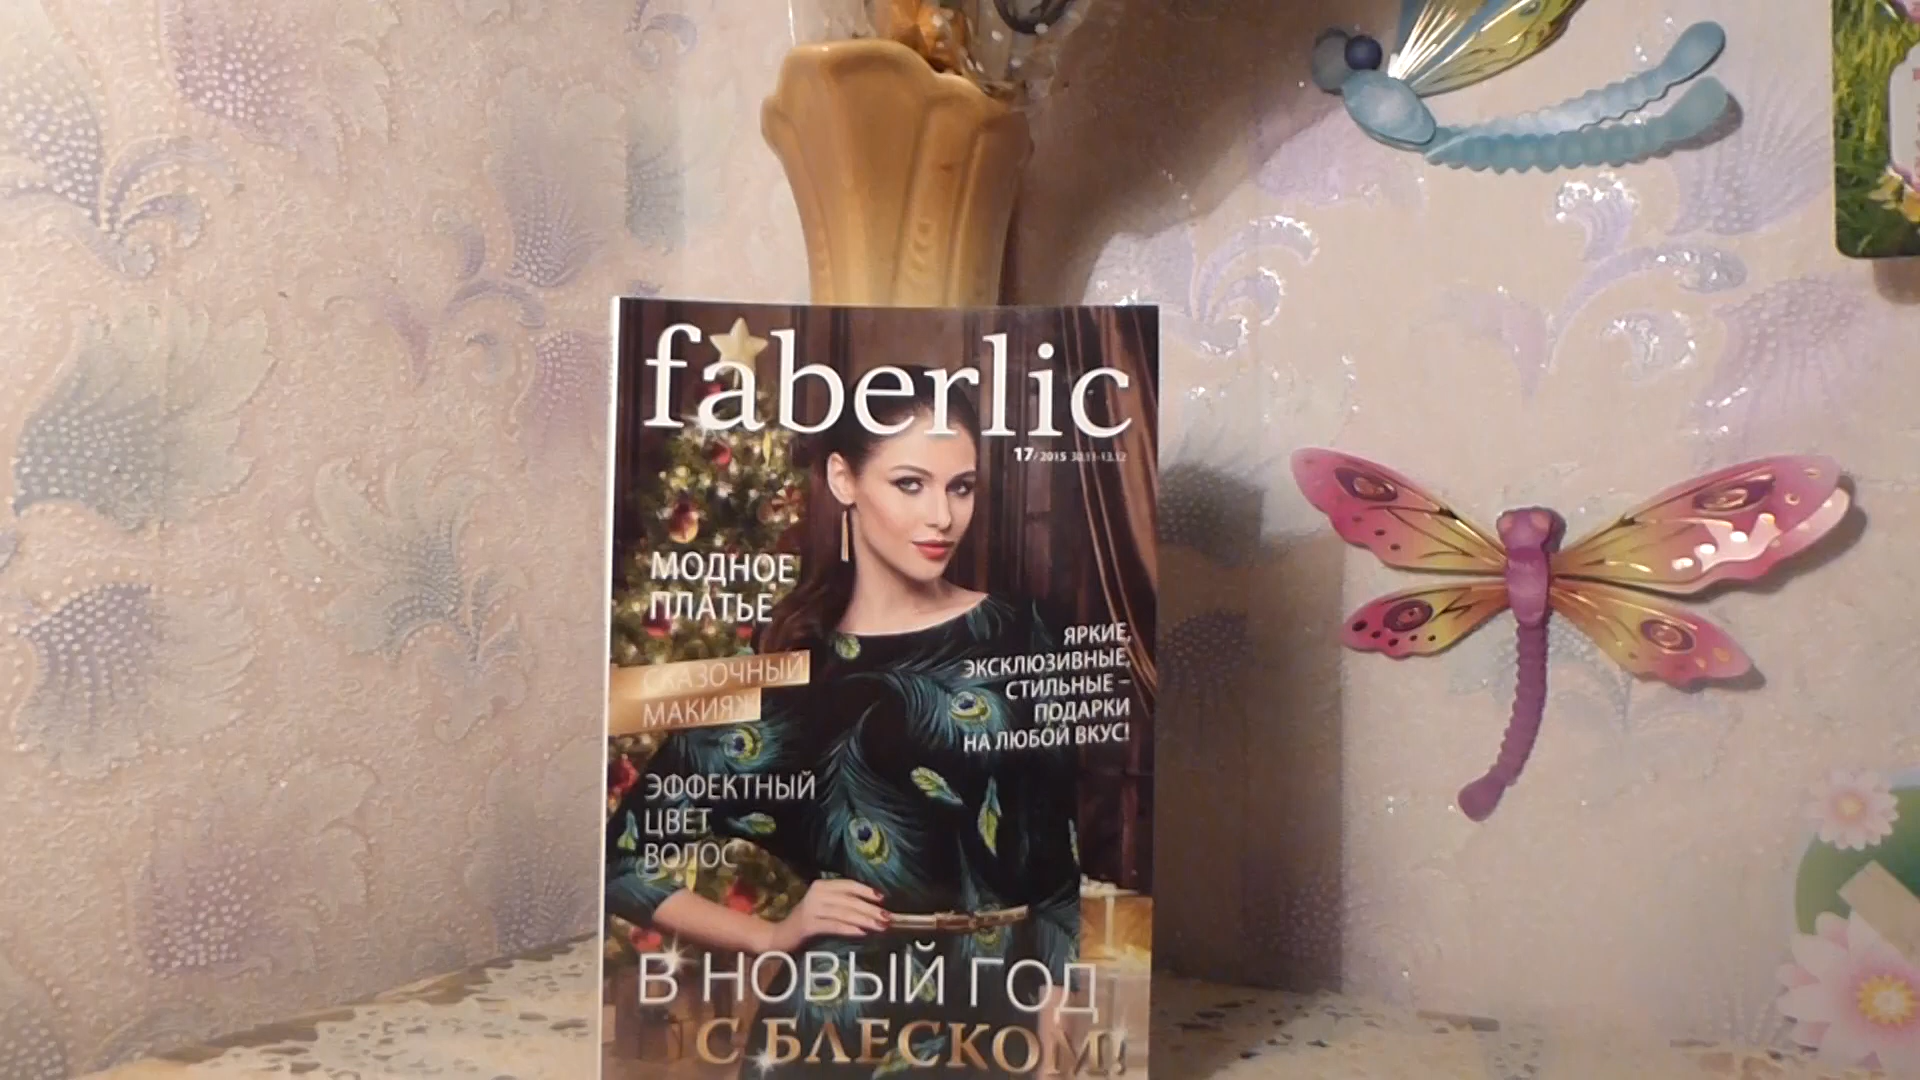 faberlic
17/2015 30.11-13.12
МОДНОЕ
ПЛАТЬЕ
СКАЗОЧНЫЙ
МАКИЯЖ
ЭФФЕКТНЫЙ
ЦВЕТ
ВОЛОС
ЯРКИЕ,
ЭКСКЛЮЗИВНЫЕ,
СТИЛЬНЫЕ –
ПОДАРКИ
НА ЛЮБОЙ ВКУС!
В НОВЫЙ ГОД
С БЛЕСКОМ!